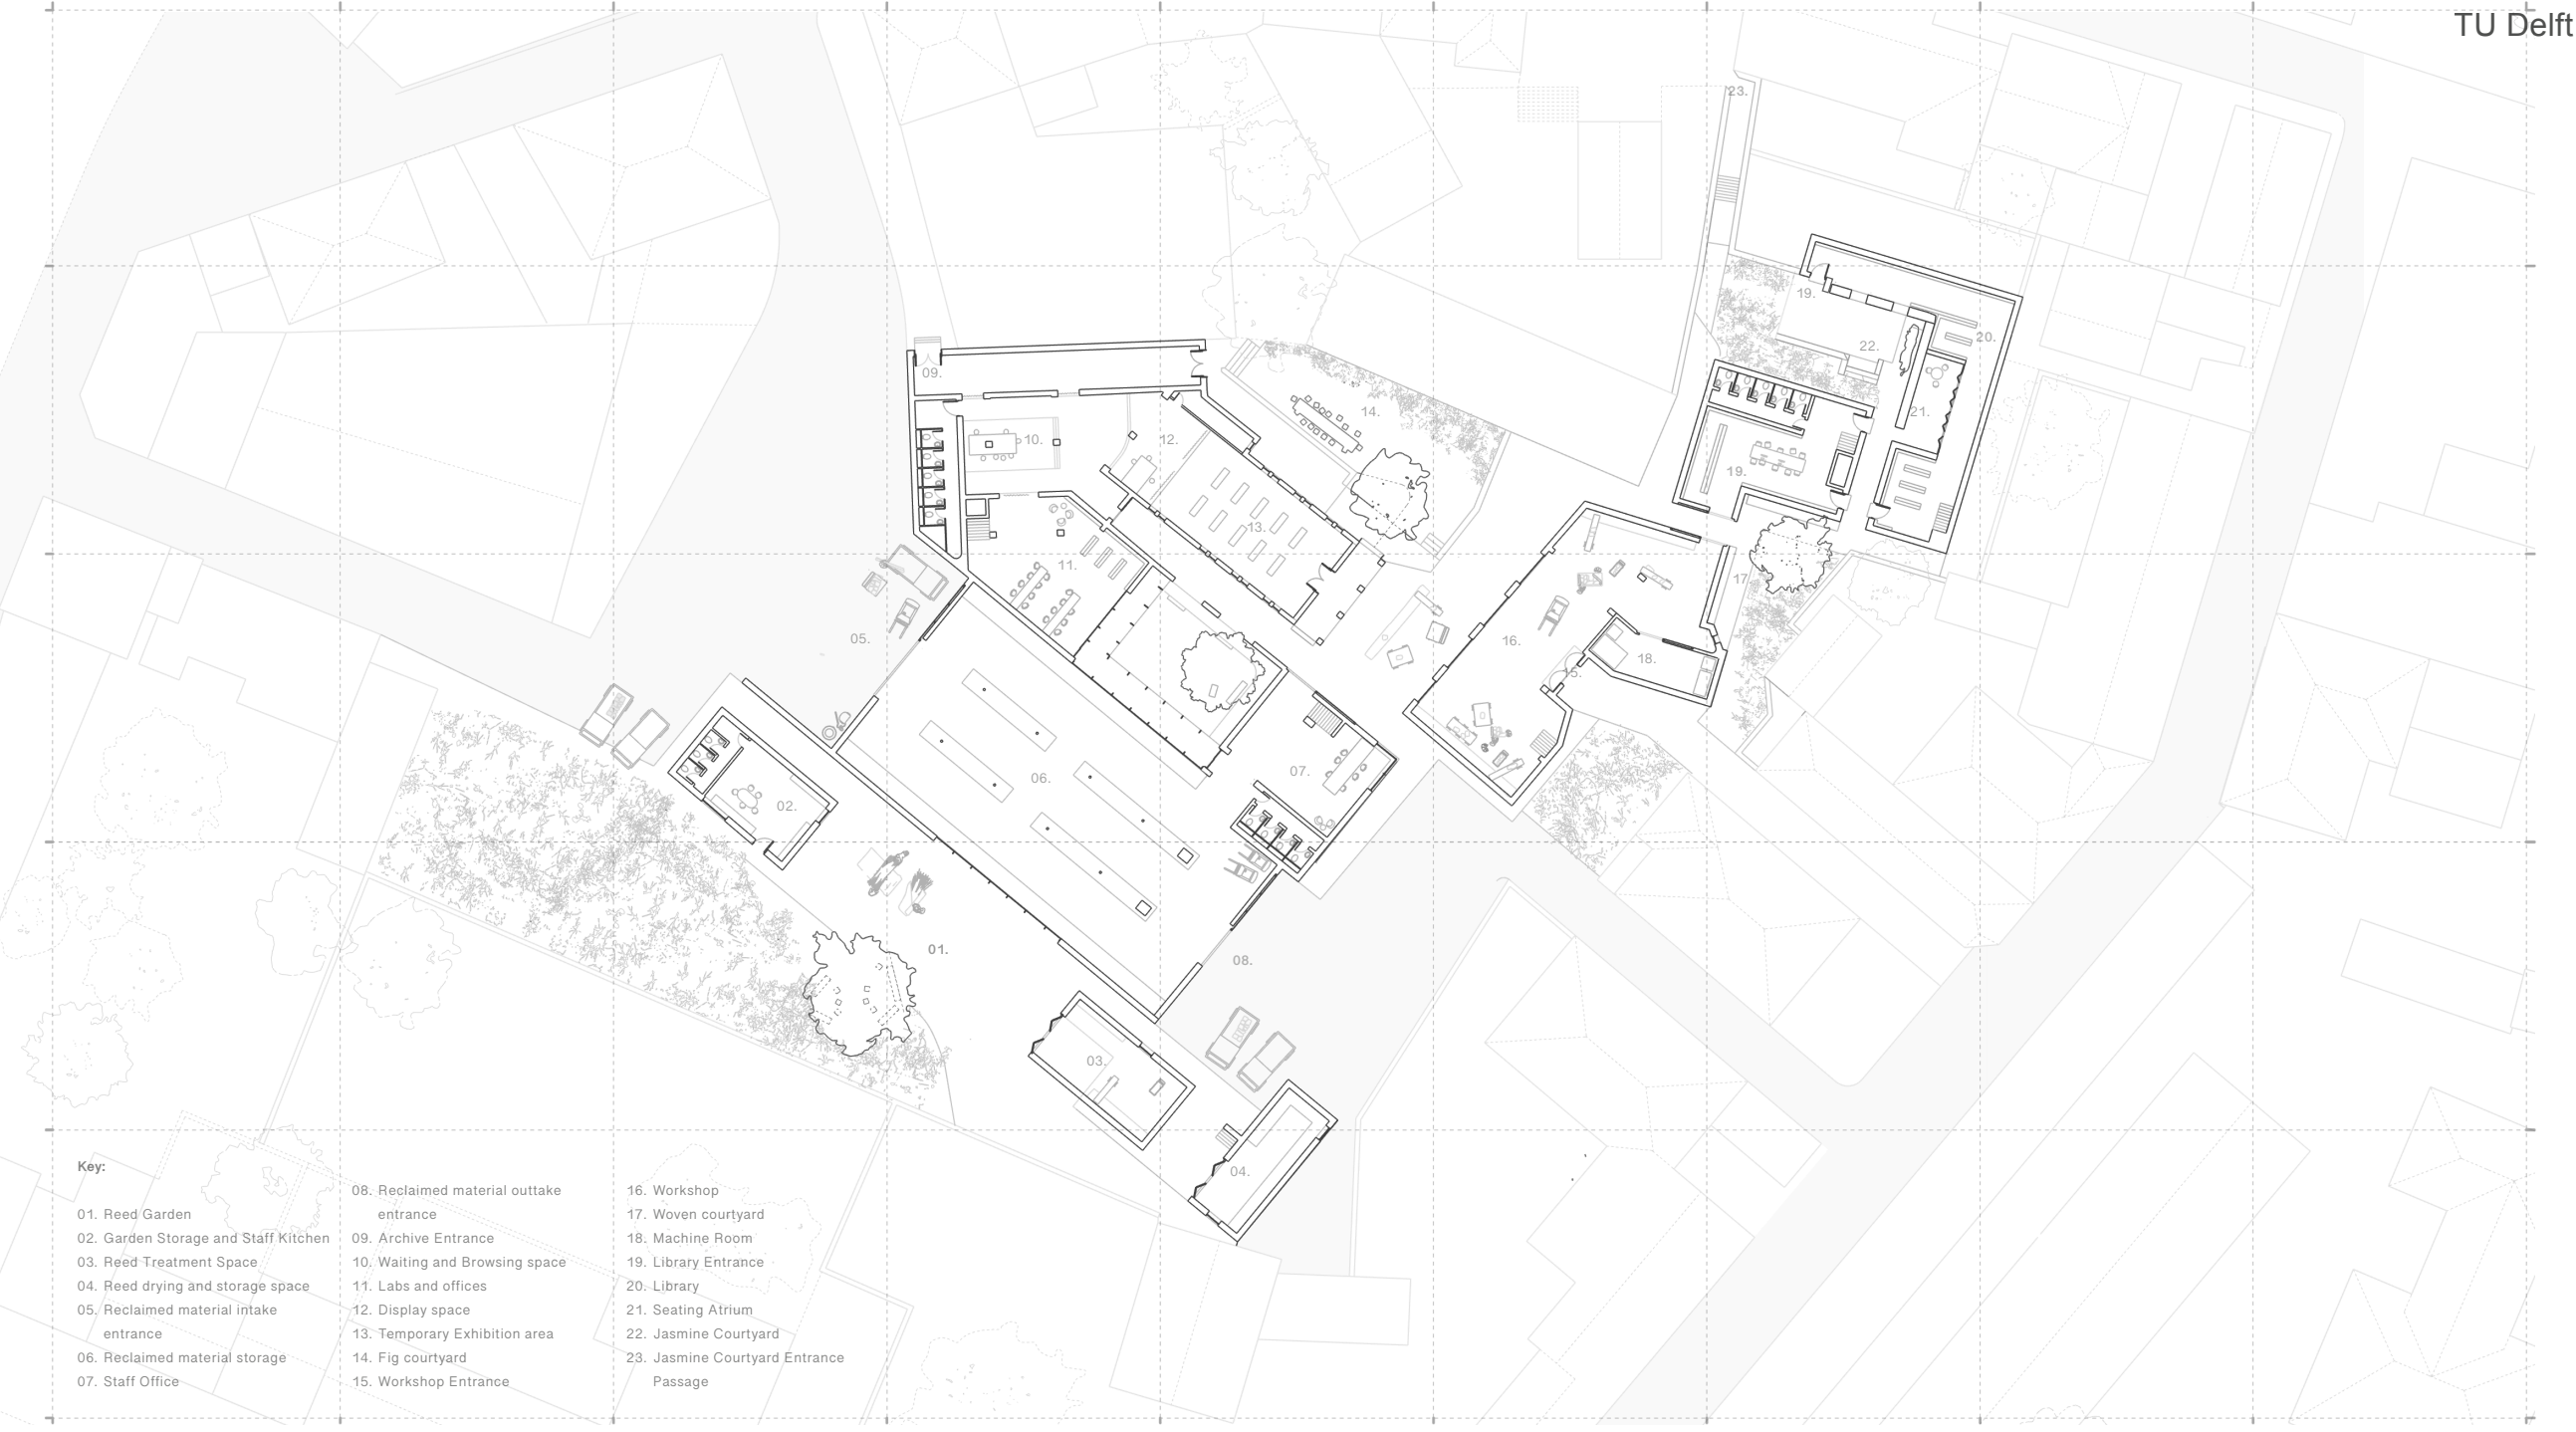 TU Delft
23.
19.
20.
22.
09.
14.
21.
10.
12.
19.
13.
11.
17
05.
16.
18.
15.
06.
07.
02.
01.
08.
03.
04.
Key:
01. Reed Garden
02. Garden Storage and Staff Kitchen
03. Reed Treatment Space
04. Reed drying and storage space
05. Reclaimed material intake
entrance
06. Reclaimed material storage
07. Staff Office
08. Reclaimed material outtake
entrance
09. Archive Entrance
10. Waiting and Browsing space
11. Labs and offices
12. Display space
13. Temporary Exhibition area
14. Fig courtyard
15. Workshop Entrance
16. Workshop
17. Woven courtyard
18. Machine Room
19. Library Entrance
20. Library
21. Seating Atrium
22. Jasmine Courtyard
23. Jasmine Courtyard Entrance
Passage